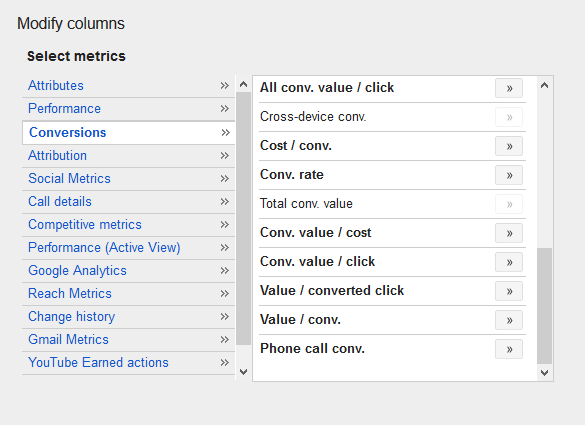 Modify columns
Select metrics
Attributes »
Performance »
Conversions »
Attribution »
Social Metrics »
Call details »
Competitive metrics »
Performance (Active View) »
Google Analytics »
Reach Metrics »
Change history »
Gmail Metrics »
YouTube Earned actions »
All conv. value / click »
Cross-device conv. »
Cost / conv. »
Conv. rate »
Total conv. value »
Conv. value / cost »
Conv. value / click »
Value / converted click »
Value / conv. »
Phone call conv. »